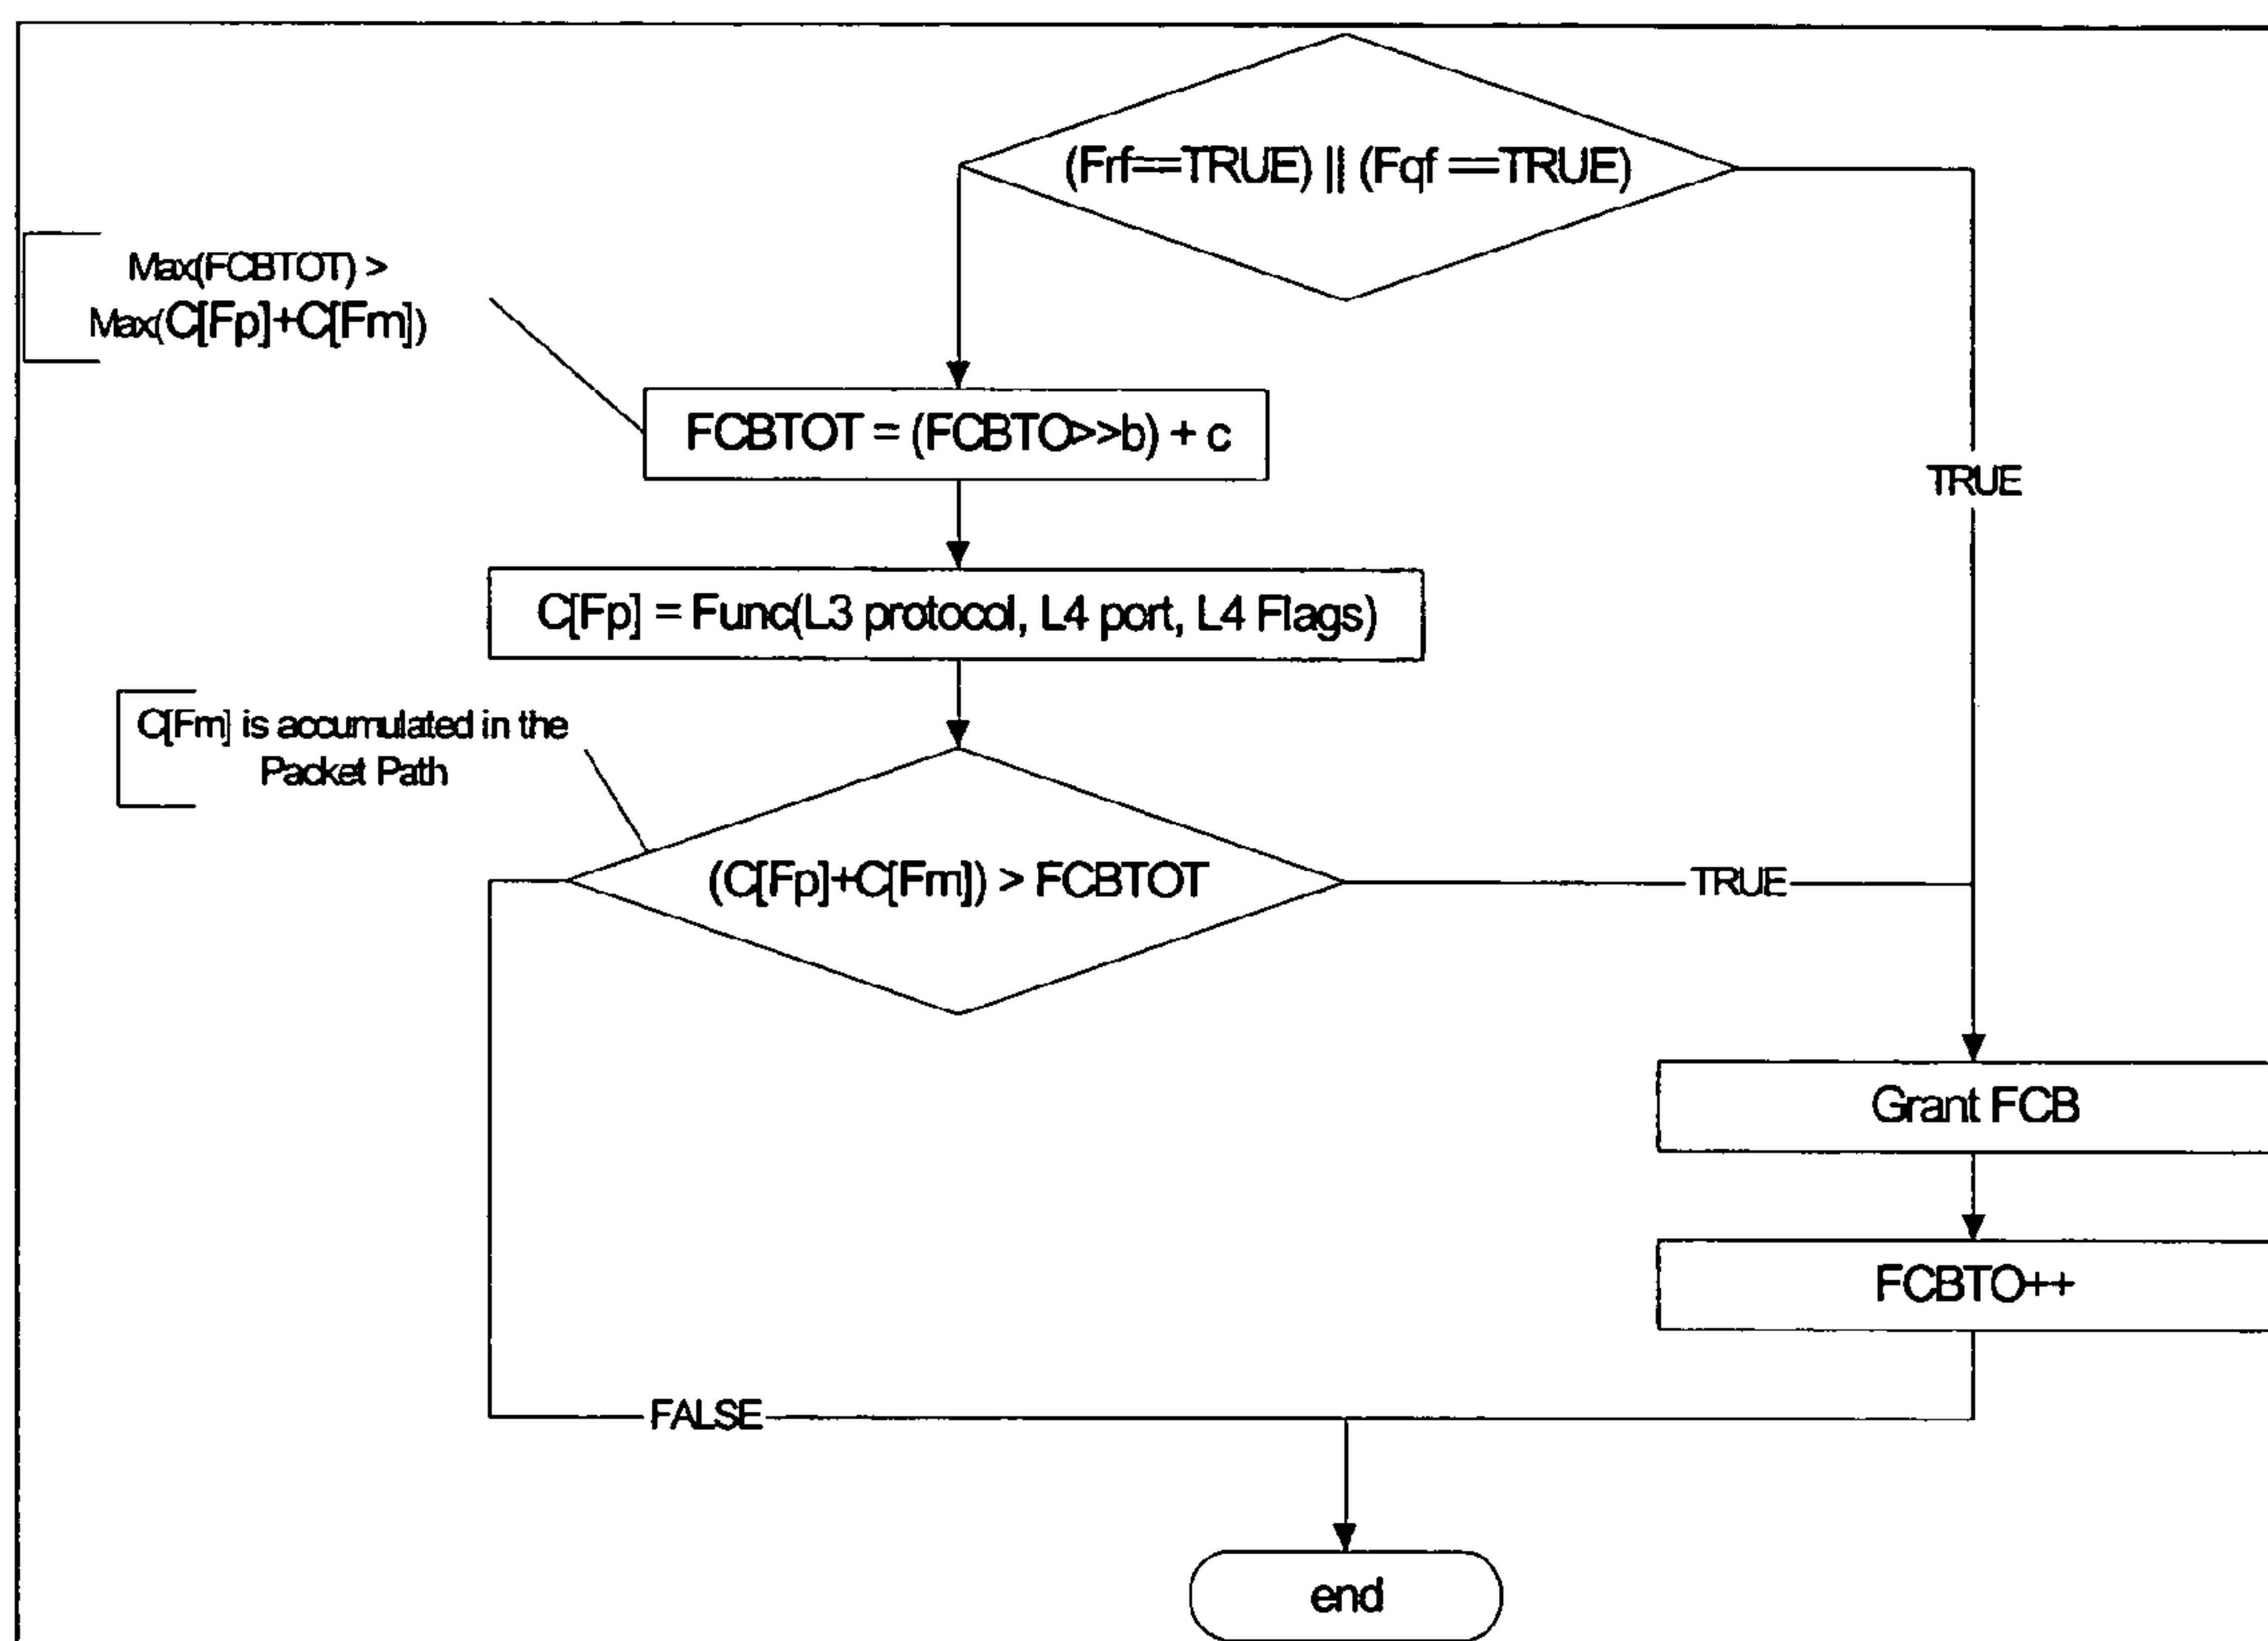 (Frf==TRUE) || (Fqf ==TRUE)
Max(FCBTOT) >
Max(C[Fp]+C[Fm])
FCBTOT = (FCBTO>>b) + c
TRUE
C[Fp] = Func(L3 protocol, L4 port, L4 Flags)
C[Fm] is accumulated in the
Packet Path
(C[Fp]+C[Fm]) > FCBTOT
TRUE
Grant FCB
FCBTO++
FALSE
end